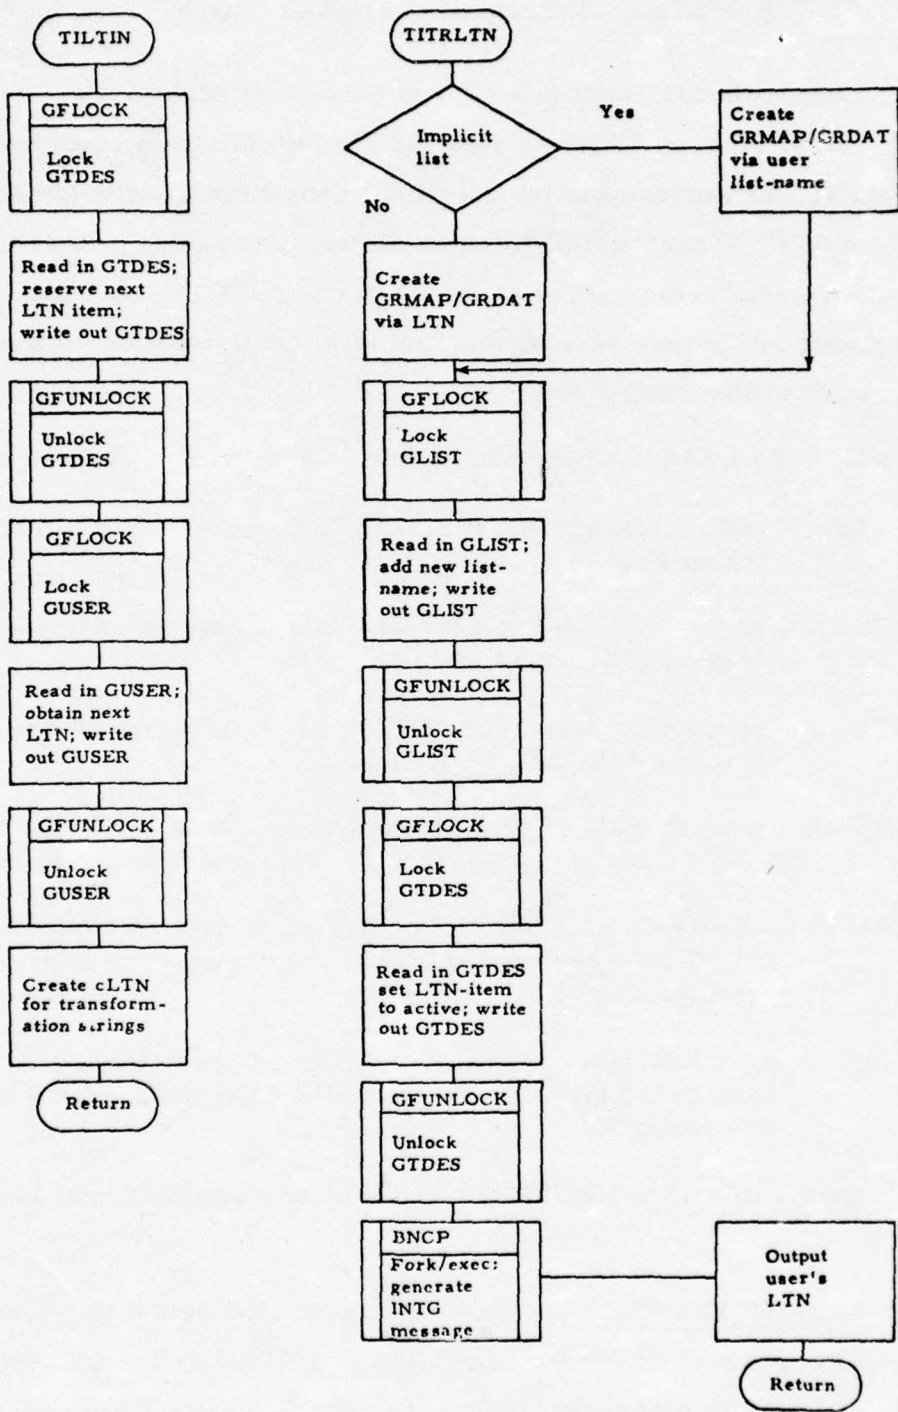 TILTIN
GFLOCK
Lock
GTDES
Read in GTDES;
reserve next
LTN item;
write out GTDES
GFUNLOCK
Unlock
GTDES
GFLOCK
Lock
GUSER
Read in GUSER;
obtain next
LTN; write
out GUSER
GFUNLOCK
Unlock
GUSER
Create cLTN
for transform-
ation strings
Return
TITRLTN
Implicit
list
Yes
No
Create
GRMAP/GRDAT
via user
list-name
Create
GRMAP/GRDAT
via LTN
GFLOCK
Lock
GLIST
Read in GLIST;
add new list-
name; write
out GLIST
GFUNLOCK
Unlock
GLIST
GFLOCK
Lock
GTDES
Read in GTDES
set LTN-item
to active; write
out GTDES
GFUNLOCK
Unlock
GTDES
BNCP
Fork/exec:
generate
INTG
message
Output
user's
LTN
Return